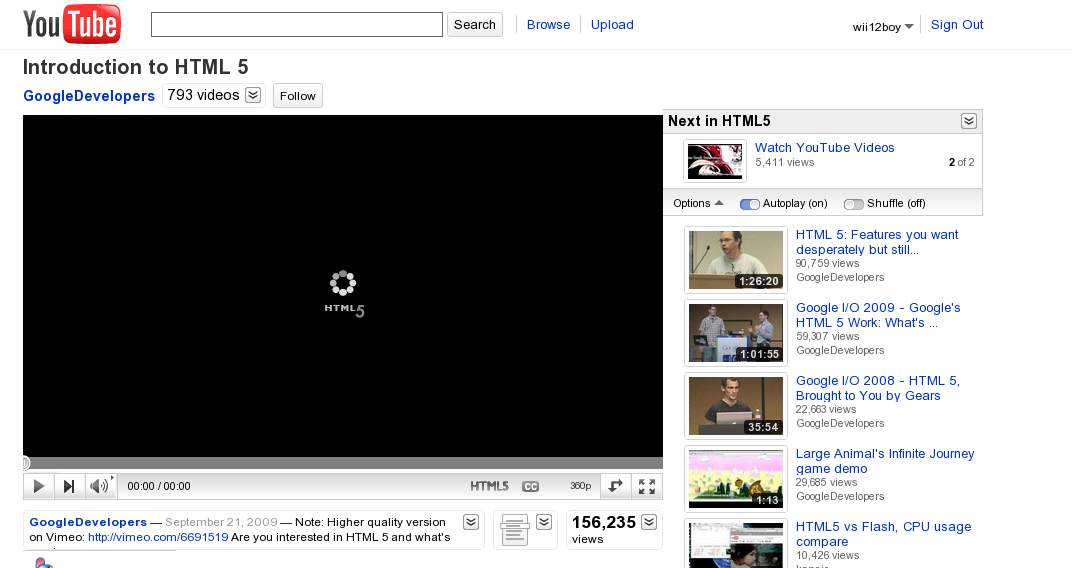 YouTube
Search
Browse
Upload
wii12boy
Sign Out
Introduction to HTML 5
GoogleDevelopers
793 videos
Follow
Next in HTML5
Watch YouTube Videos
5,411 views
2 of 2
Options
Autoplay (on)
Shuffle (off)
HTML5
HTML 5: Features you want
desperately but still...
90,759 views
GoogleDevelopers
1:26:20
Google I/O 2009 - Google's
HTML 5 Work: What's ...
59,307 views
GoogleDevelopers
1:01:55
Google I/O 2008 - HTML 5,
Brought to You by Gears
22,663 views
GoogleDevelopers
35:54
Large Animal's Infinite Journey
game demo
29,685 views
GoogleDevelopers
1:13
HTML5 vs Flash, CPU usage
compare
10,426 views
00:00 / 00:00
HTML5
CC
360p
GoogleDevelopers — September 21, 2009 — Note: Higher quality version
on Vimeo: http://vimeo.com/6691519 Are you interested in HTML 5 and what's
156,235
views